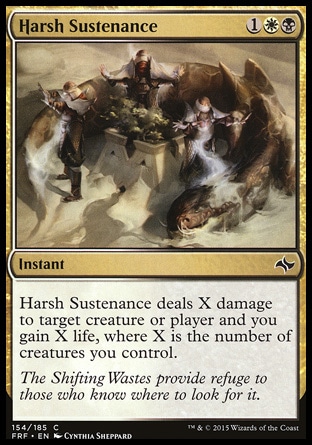 Harsh Sustenance 1
Instant
Harsh Sustenance deals X damage
to target creature or player and you
gain X life, where X is the number of
creatures you control.
The Shifting Wastes provide refuge to
those who know where to look for it.
154/185 C
FRF • EN Cynthia Sheppard ™ & © 2015 Wizards of the Coast